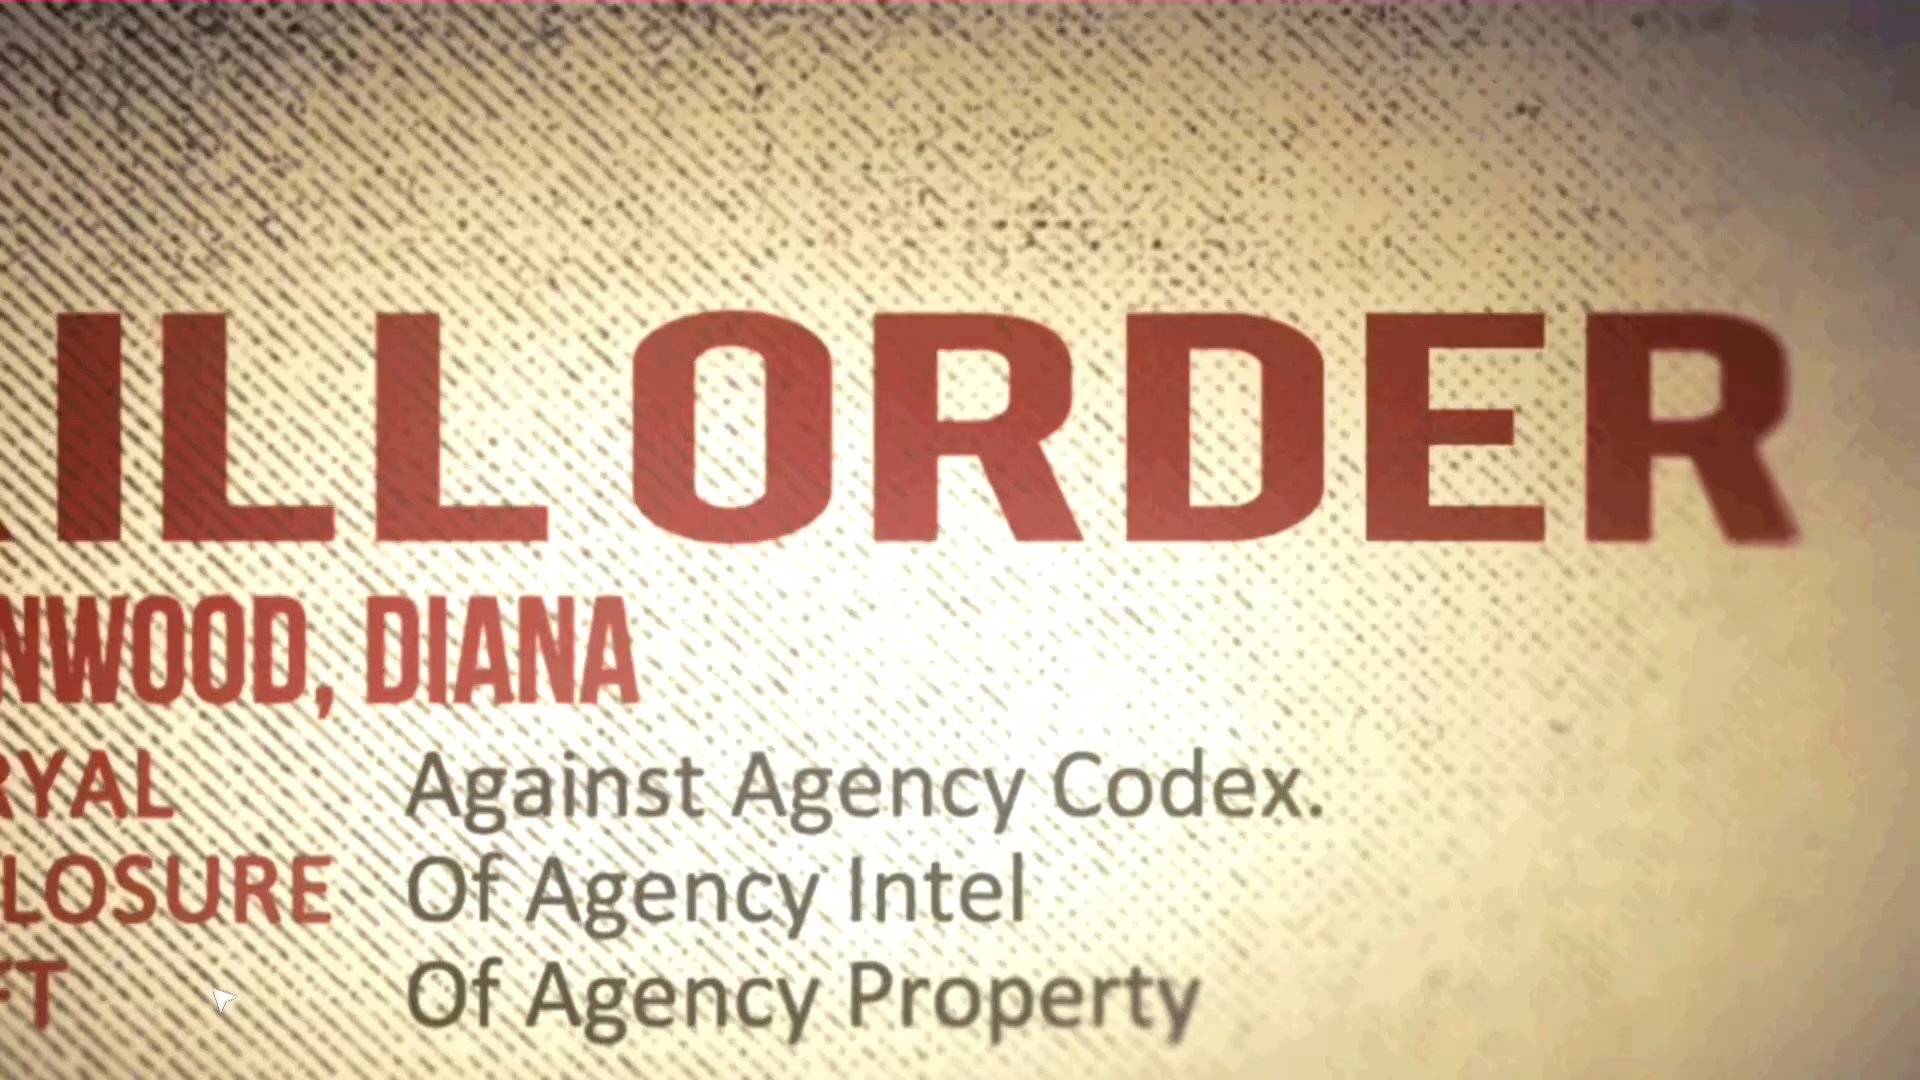 ILL ORDER
NWOOD, DIANA
RYAL Against Agency Codex.
LOSURE Of Agency Intel
FT Of Agency Property